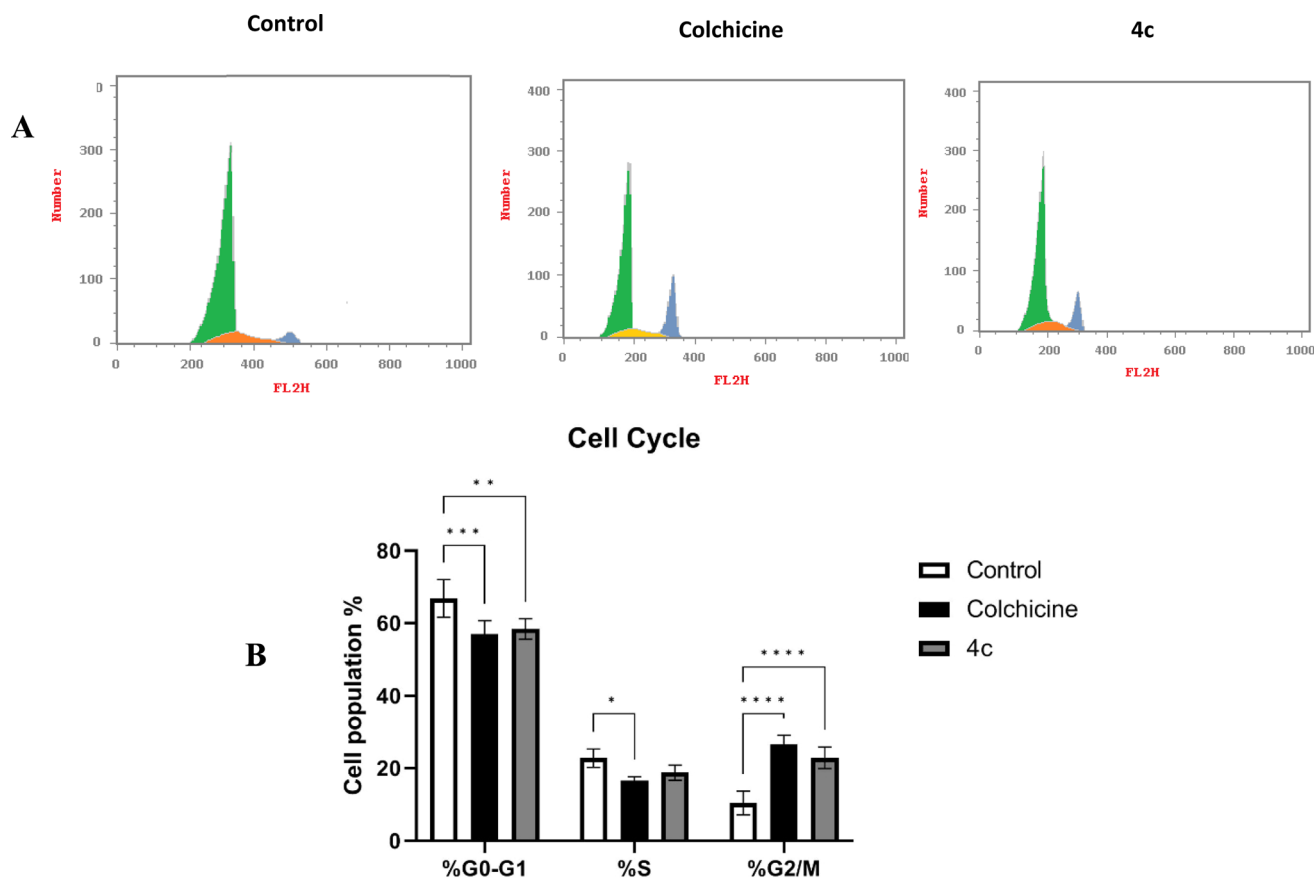 Control
Colchicine
4c
A
0
300
200
100
0
Number
0
200
400
600
800
1000
FL2H
400
300
200
100
0
Number
0
200
400
600
800
1000
FL2H
400
300
200
100
0
Number
0
200
400
600
800
1000
FL2H
Cell Cycle
B
Cell population %
80
60
40
20
0
* *
* * *
*
* * * *
* * * *
%G0-G1
%S
%G2/M
Control
Colchicine
4c